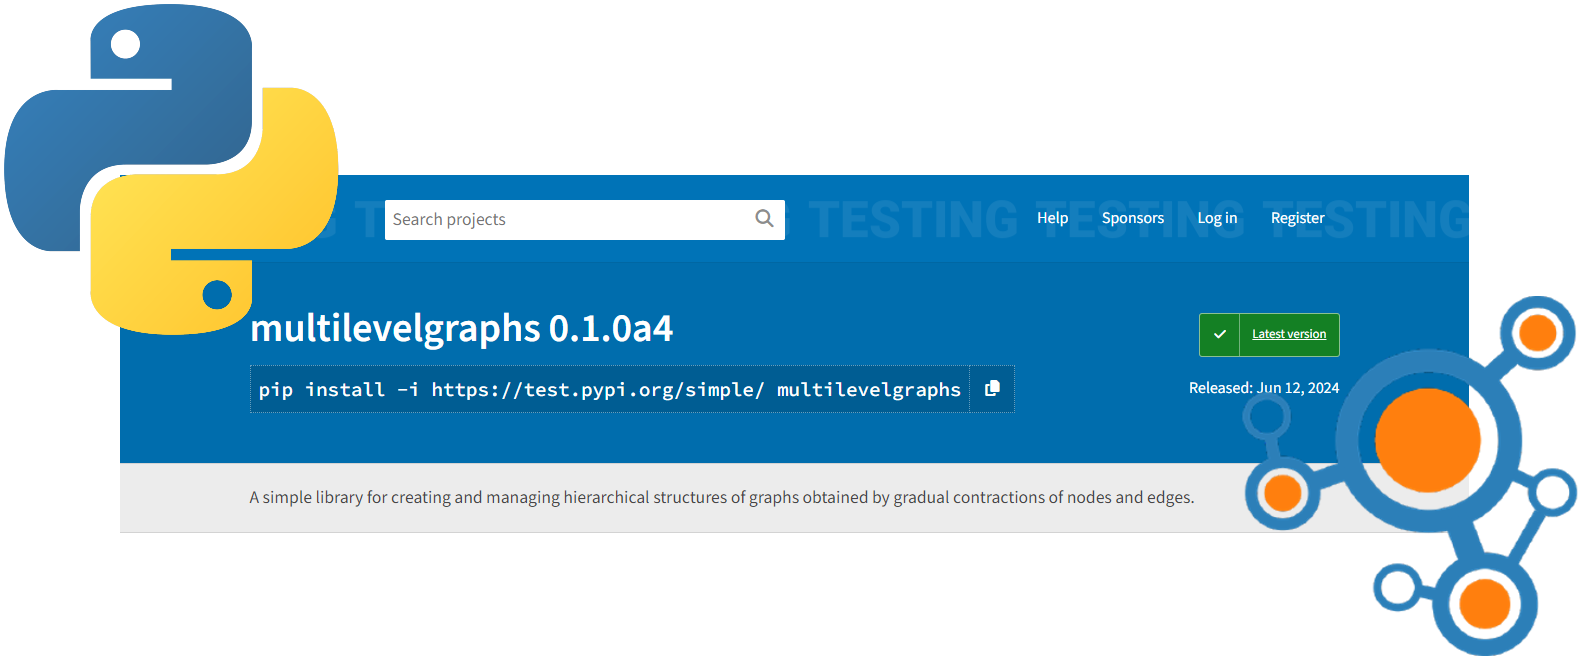 Search projects
TESTING TESTING TESTING
Help Sponsors Log in Register
multilevelgraphs 0.1.0a4
Latest version
pip install -i https://test.pypi.org/simple/ multilevelgraphs
Released: Jun 12, 2024
A simple library for creating and managing hierarchical structures of graphs obtained by gradual contractions of nodes and edges.